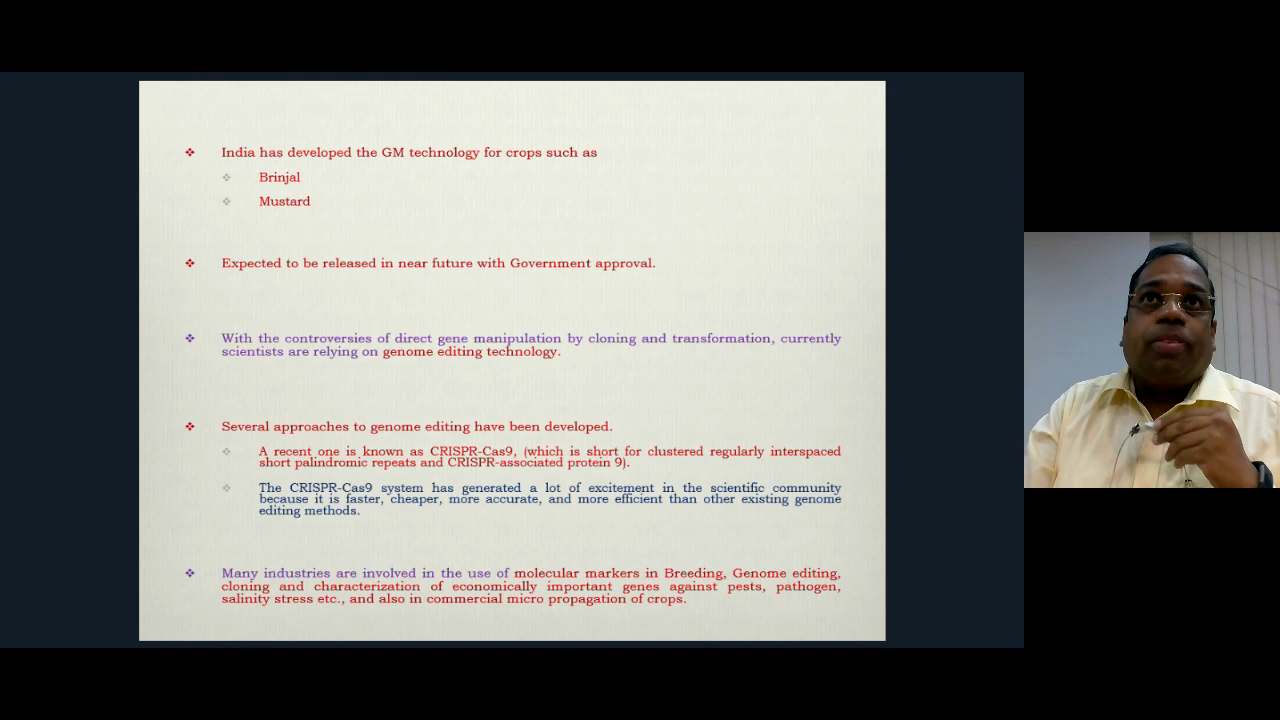 India has developed the GM technology for crops such as
Brinjal
Mustard
Expected to be released in near future with Government approval.
With the controversies of direct gene manipulation by cloning and transformation, currently
scientists are relying on genome editing technology.
Several approaches to genome editing have been developed.
A recent one is known as CRISPR-Cas9, (which is short for clustered regularly interspaced
short palindromic repeats and CRISPR-associated protein 9).
The CRISPR-Cas9 system has generated a lot of excitement in the scientific community
because it is faster, cheaper, more accurate, and more efficient than other existing genome
editing methods.
Many industries are involved in the use of molecular markers in Breeding, Genome editing,
cloning and characterization of economically important genes against pests, pathogen,
salinity stress etc., and also in commercial micro propagation of crops.